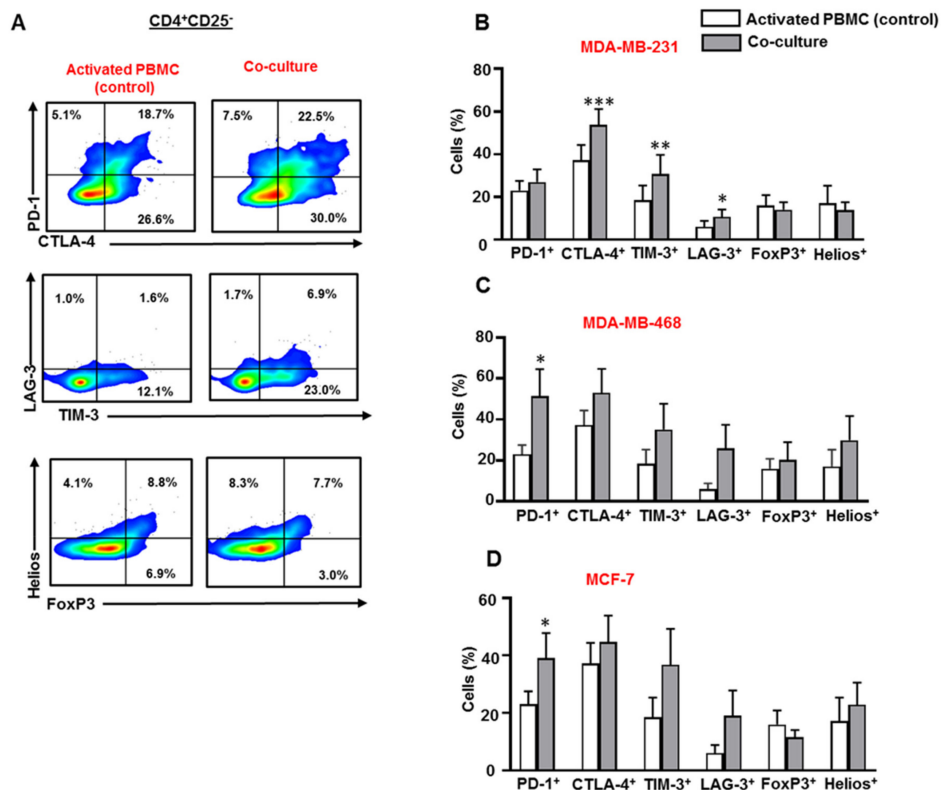 A
CD4⁺CD25⁻
Activated PBMC
(control)
Co-culture
5.1% 18.7%
26.6%
7.5% 22.5%
30.0%
PD-1
CTLA-4
1.0% 1.6%
12.1%
1.7% 6.9%
23.0%
LAG-3
TIM-3
4.1% 8.8%
6.9%
8.3% 7.7%
3.0%
Helios
FoxP3
B
Activated PBMC (control)
Co-culture
MDA-MB-231
Cells (%)
80
60
40
20
0
***
**
*
PD-1⁺ CTLA-4⁺ TIM-3⁺ LAG-3⁺ FoxP3⁺ Helios⁺
C
MDA-MB-468
Cells (%)
80
60
40
20
0
*
PD-1⁺ CTLA-4⁺ TIM-3⁺ LAG-3⁺ FoxP3⁺ Helios⁺
D
MCF-7
Cells (%)
60
40
20
0
*
PD-1⁺ CTLA-4⁺ TIM-3⁺ LAG-3⁺ FoxP3⁺ Helios⁺